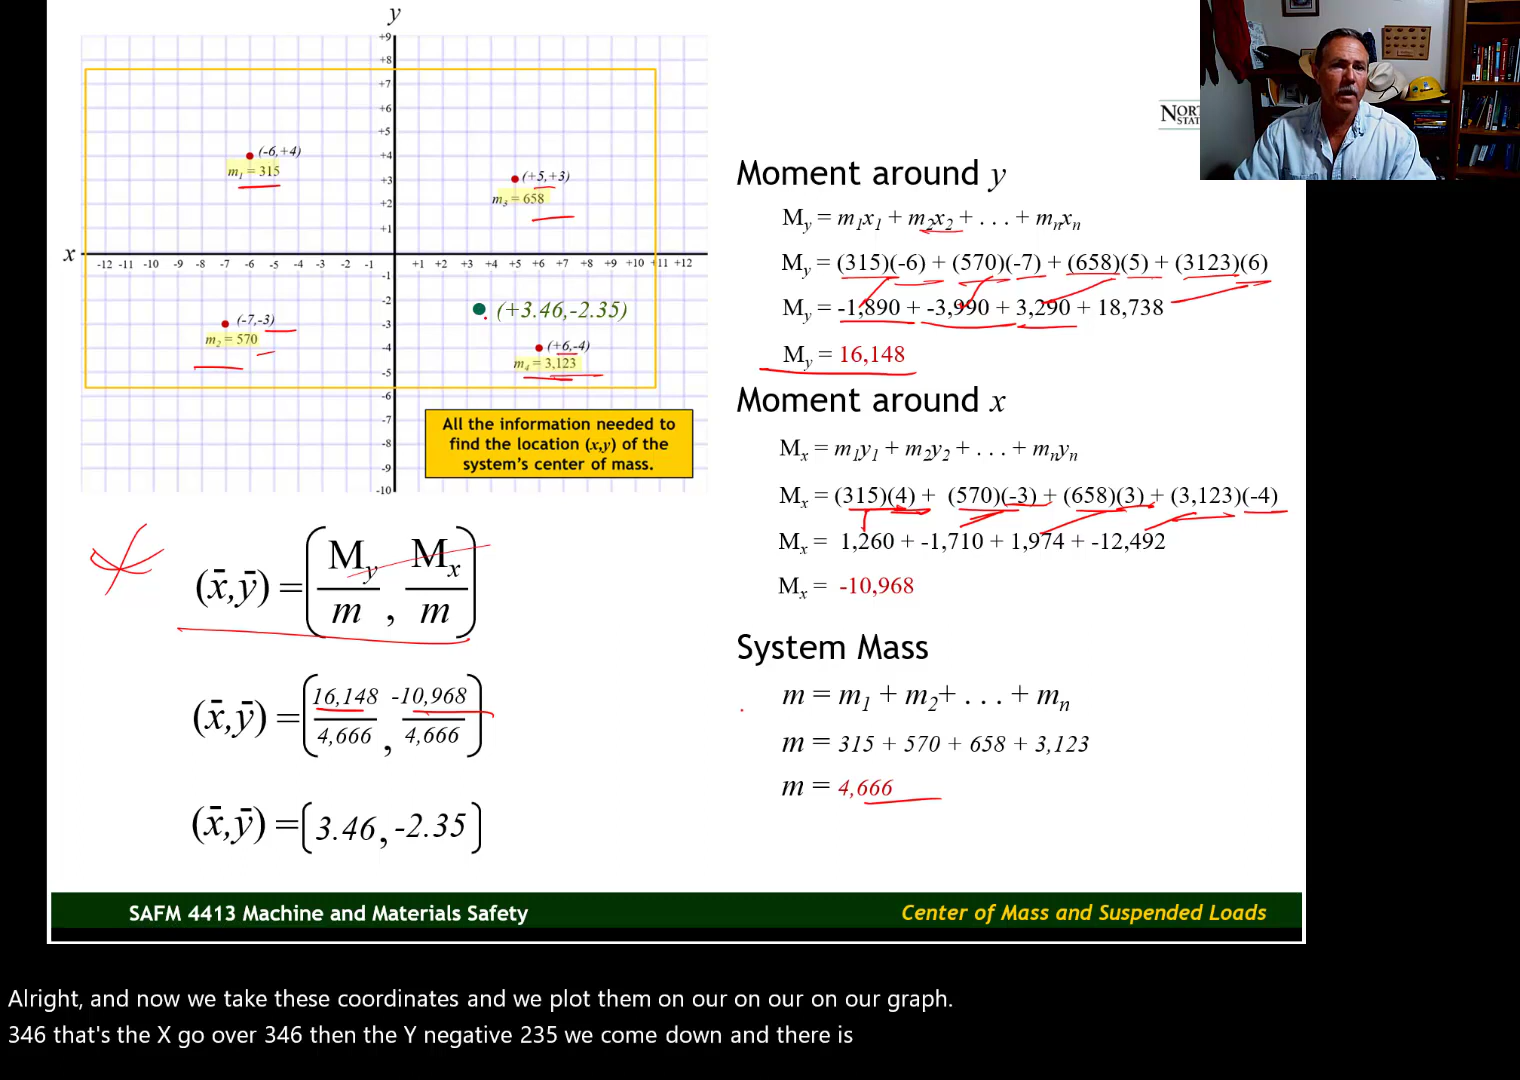 y
+9
+8
+7
+6
+5
+4
+3
+2
+1
(-6,+4)
m1 = 315
(+5,+3)
m3 = 658
x
-12 -11 -10 -9 -8 -7 -6 -5 -4 -3 -2 -1 +1 +2 +3 +4 +5 +6 +7 +8 +9 +10 +11 +12
-1
-2
-3
-4
-5
-6
-7
-8
-9
-10
(+3.46,-2.35)
(-7,-3)
m2 = 570
(+6,-4)
m4 = 3,123
All the information needed to
find the location (x,y) of the
system's center of mass.
(x̄,ȳ) = (My/m , Mx/m)
(x̄,ȳ) = (16,148/4,666 , -10,968/4,666)
(x̄,ȳ) = (3.46, -2.35)
Moment around y
My = m1x1 + m2x2 + . . . + mnxn
My = (315)(-6) + (570)(-7) + (658)(5) + (3123)(6)
My = -1,890 + -3,990 + 3,290 + 18,738
My = 16,148
Moment around x
Mx = m1y1 + m2y2 + . . . + mnyn
Mx = (315)(4) + (570)(-3) + (658)(3) + (3,123)(-4)
Mx = 1,260 + -1,710 + 1,974 + -12,492
Mx = -10,968
System Mass
m = m1 + m2+ . . . + mn
m = 315 + 570 + 658 + 3,123
m = 4,666
SAFM 4413 Machine and Materials Safety
Center of Mass and Suspended Loads
Alright, and now we take these coordinates and we plot them on our on our on our graph.
346 that's the X go over 346 then the Y negative 235 we come down and there is